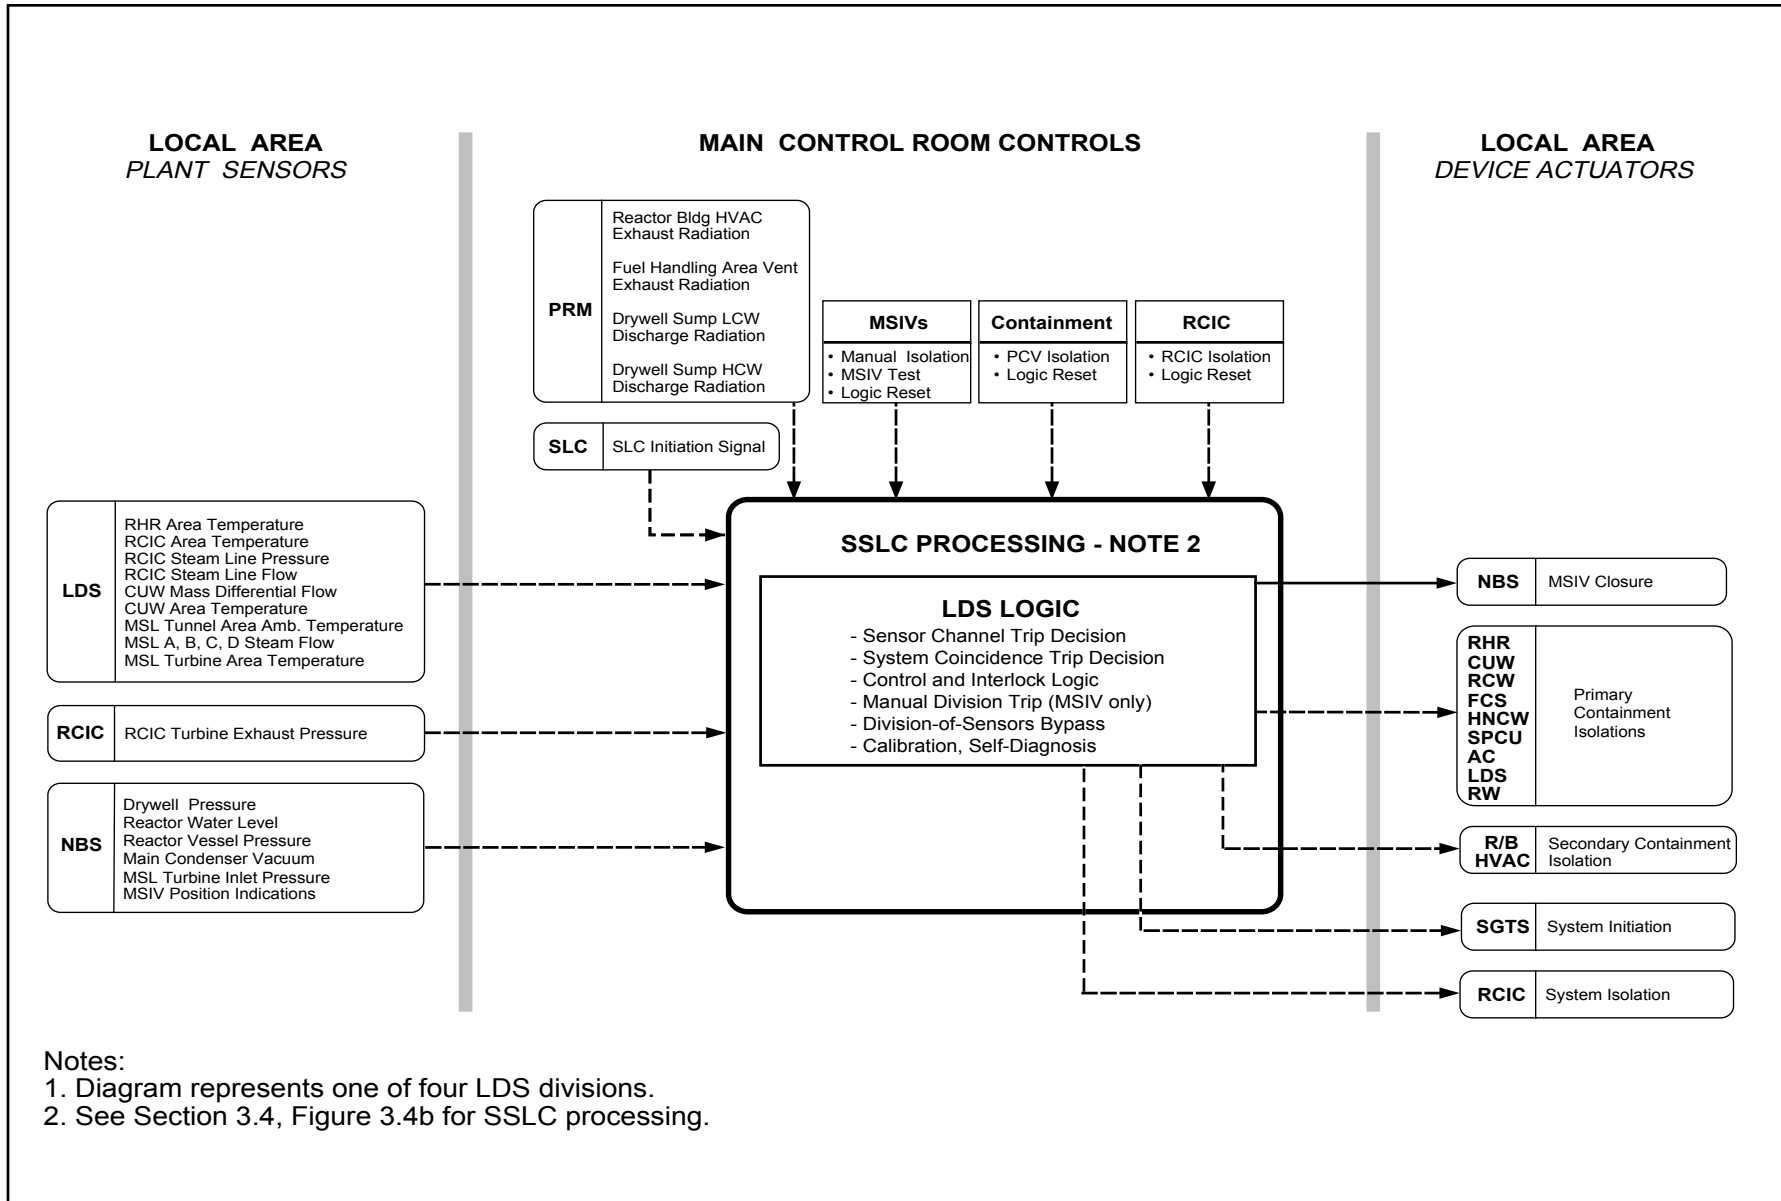 LOCAL AREA
PLANT SENSORS
MAIN CONTROL ROOM CONTROLS
LOCAL AREA
DEVICE ACTUATORS
PRM
Reactor Bldg HVAC
Exhaust Radiation
Fuel Handling Area Vent
Exhaust Radiation
Drywell Sump LCW
Discharge Radiation
Drywell Sump HCW
Discharge Radiation
MSIVs
• Manual Isolation
• MSIV Test
• Logic Reset
Containment
• PCV Isolation
• Logic Reset
RCIC
• RCIC Isolation
• Logic Reset
SLC
SLC Initiation Signal
LDS
RHR Area Temperature
RCIC Area Temperature
RCIC Steam Line Pressure
RCIC Steam Line Flow
CUW Mass Differential Flow
CUW Area Temperature
MSL Tunnel Area Amb. Temperature
MSL A, B, C, D Steam Flow
MSL Turbine Area Temperature
RCIC
RCIC Turbine Exhaust Pressure
NBS
Drywell Pressure
Reactor Water Level
Reactor Vessel Pressure
Main Condenser Vacuum
MSL Turbine Inlet Pressure
MSIV Position Indications
SSLC PROCESSING - NOTE 2
LDS LOGIC
- Sensor Channel Trip Decision
- System Coincidence Trip Decision
- Control and Interlock Logic
- Manual Division Trip (MSIV only)
- Division-of-Sensors Bypass
- Calibration, Self-Diagnosis
NBS
MSIV Closure
RHR
CUW
RCW
FCS
HNCW
SPCU
AC
LDS
RW
Primary
Containment
Isolations
R/B
HVAC
Secondary Containment
Isolation
SGTS
System Initiation
RCIC
System Isolation
Notes:
1. Diagram represents one of four LDS divisions.
2. See Section 3.4, Figure 3.4b for SSLC processing.